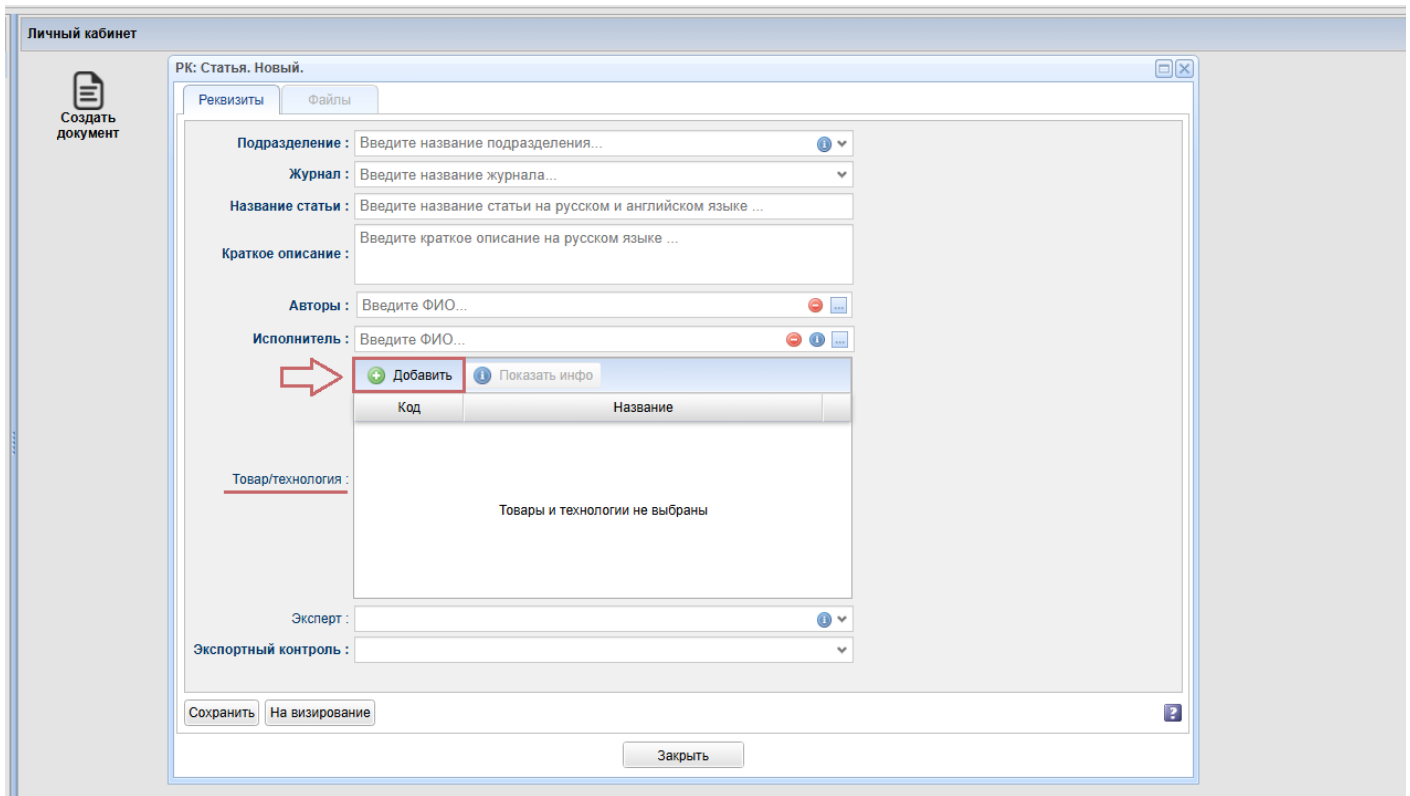 Личный кабинет
Создать
документ
РК: Статья. Новый.
Реквизиты Файлы
Подразделение : Введите название подразделения...
Журнал : Введите название журнала...
Название статьи : Введите название статьи на русском и английском языке ...
Краткое описание : Введите краткое описание на русском языке ...
Авторы : Введите ФИО... ...
Исполнитель : Введите ФИО... ...
Добавить Показать инфо
Код Название
Товар/технология :
Товары и технологии не выбраны
Эксперт :
Экспортный контроль :
Сохранить На визирование ?
Закрыть